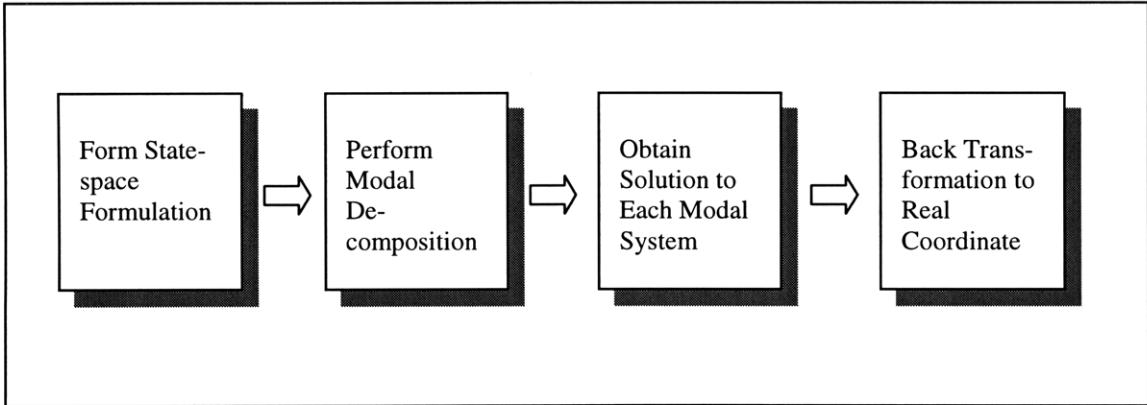 Form State-
space
Formulation
Perform
Modal
De-
composition
Obtain
Solution to
Each Modal
System
Back Trans-
formation to
Real
Coordinate